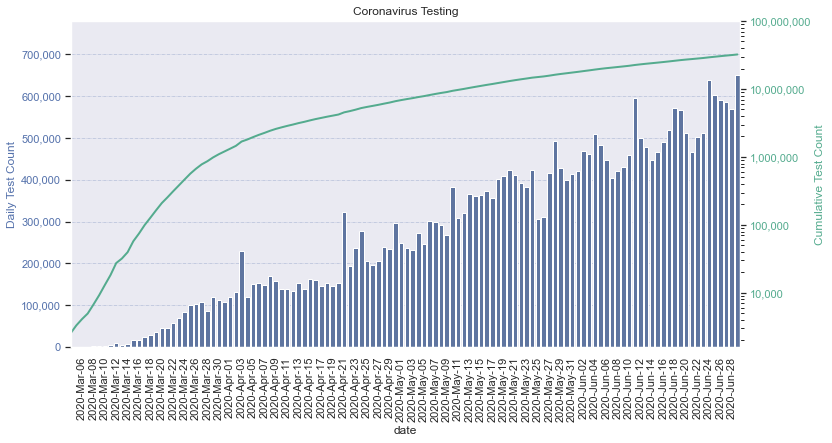 Coronavirus Testing
Daily Test Count
700,000
600,000
500,000
400,000
300,000
200,000
100,000
0
100,000,000
10,000,000
1,000,000
100,000
10,000
Cumulative Test Count
2020-Mar-06
2020-Mar-08
2020-Mar-10
2020-Mar-12
2020-Mar-14
2020-Mar-16
2020-Mar-18
2020-Mar-20
2020-Mar-22
2020-Mar-24
2020-Mar-26
2020-Mar-28
2020-Mar-30
2020-Apr-01
2020-Apr-03
2020-Apr-05
2020-Apr-07
2020-Apr-09
2020-Apr-11
2020-Apr-13
2020-Apr-15
2020-Apr-17
2020-Apr-19
2020-Apr-21
2020-Apr-23
2020-Apr-25
2020-Apr-27
2020-Apr-29
2020-May-01
2020-May-03
2020-May-05
2020-May-07
2020-May-09
2020-May-11
2020-May-13
2020-May-15
2020-May-17
2020-May-19
2020-May-21
2020-May-23
2020-May-25
2020-May-27
2020-May-29
2020-May-31
2020-Jun-02
2020-Jun-04
2020-Jun-06
2020-Jun-08
2020-Jun-10
2020-Jun-12
2020-Jun-14
2020-Jun-16
2020-Jun-18
2020-Jun-20
2020-Jun-22
2020-Jun-24
2020-Jun-26
2020-Jun-28
date